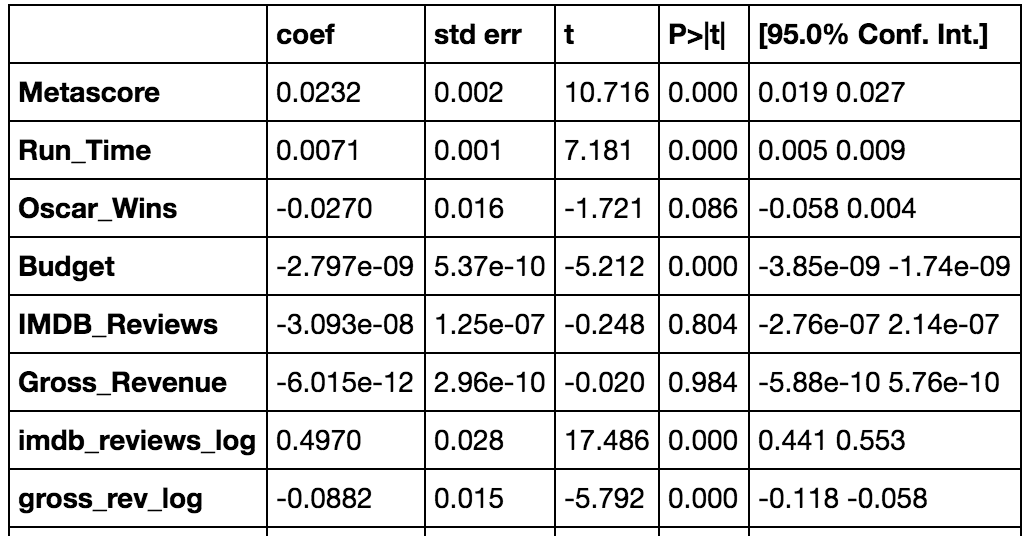 coef std err t P>|t| [95.0% Conf. Int.]
Metascore 0.0232 0.002 10.716 0.000 0.019 0.027
Run_Time 0.0071 0.001 7.181 0.000 0.005 0.009
Oscar_Wins -0.0270 0.016 -1.721 0.086 -0.058 0.004
Budget -2.797e-09 5.37e-10 -5.212 0.000 -3.85e-09 -1.74e-09
IMDB_Reviews -3.093e-08 1.25e-07 -0.248 0.804 -2.76e-07 2.14e-07
Gross_Revenue -6.015e-12 2.96e-10 -0.020 0.984 -5.88e-10 5.76e-10
imdb_reviews_log 0.4970 0.028 17.486 0.000 0.441 0.553
gross_rev_log -0.0882 0.015 -5.792 0.000 -0.118 -0.058